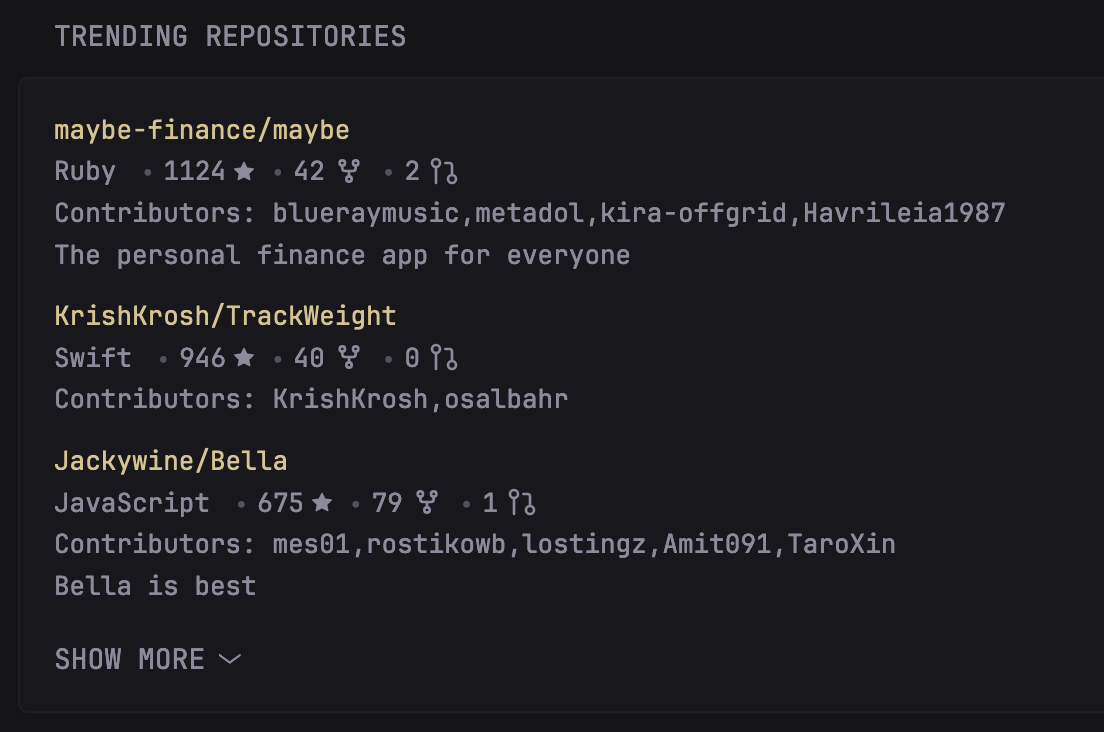 TRENDING REPOSITORIES
maybe-finance/maybe
Ruby • 1124 ★ • 42 • 2
Contributors: blueraymusic,metadol,kira-offgrid,Havrileia1987
The personal finance app for everyone
KrishKrosh/TrackWeight
Swift • 946 ★ • 40 • 0
Contributors: KrishKrosh,osalbahr
Jackywine/Bella
JavaScript • 675 ★ • 79 • 1
Contributors: mes01,rostikowb,lostingz,Amit091,TaroXin
Bella is best
SHOW MORE